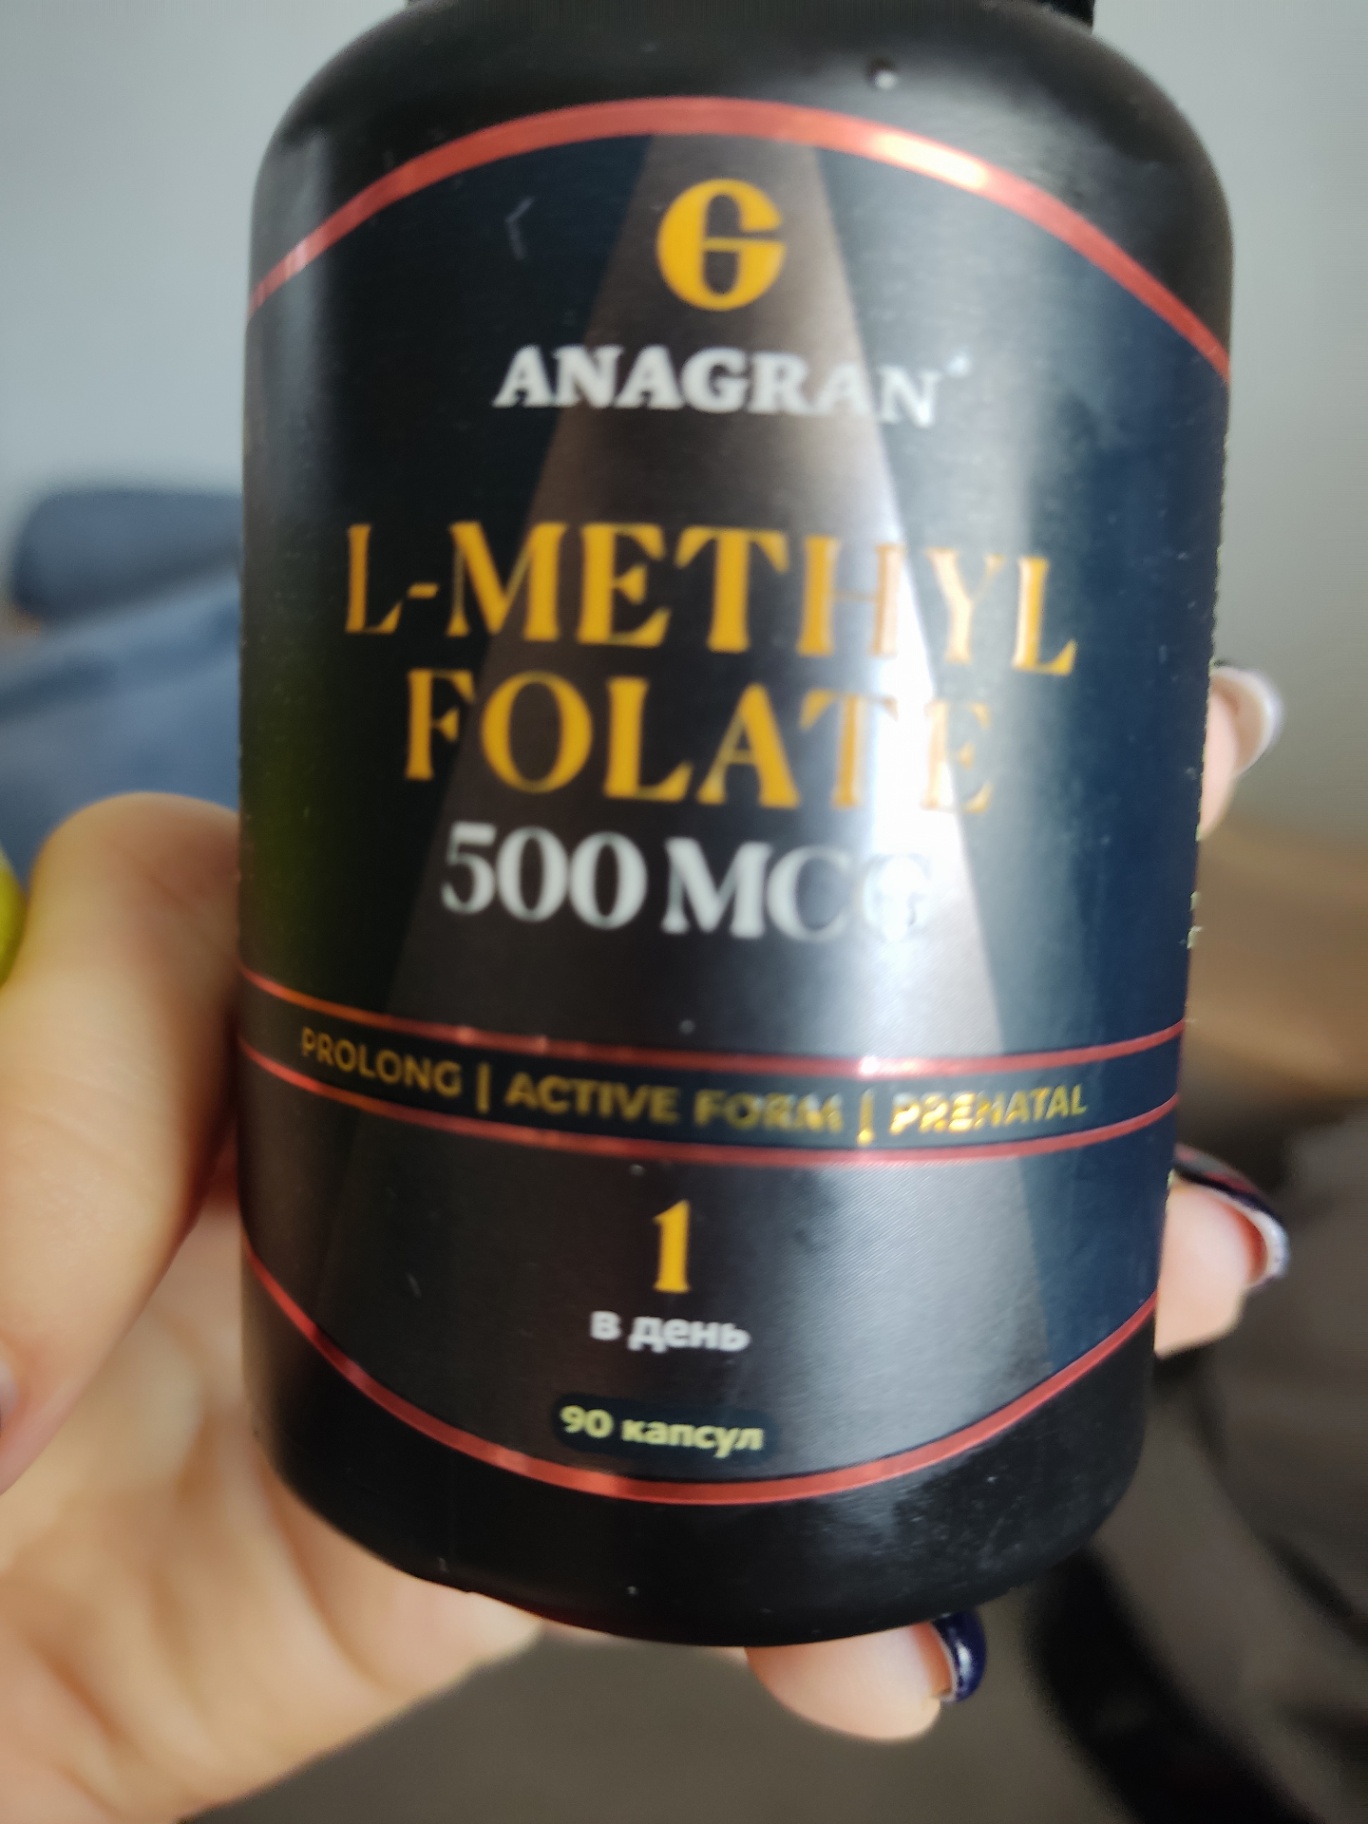 G
ANAGRAN
L-METHYL
FOLATE
500 MCG
PROLONG | ACTIVE FORM | PRENATAL
1
в день
90 капсул